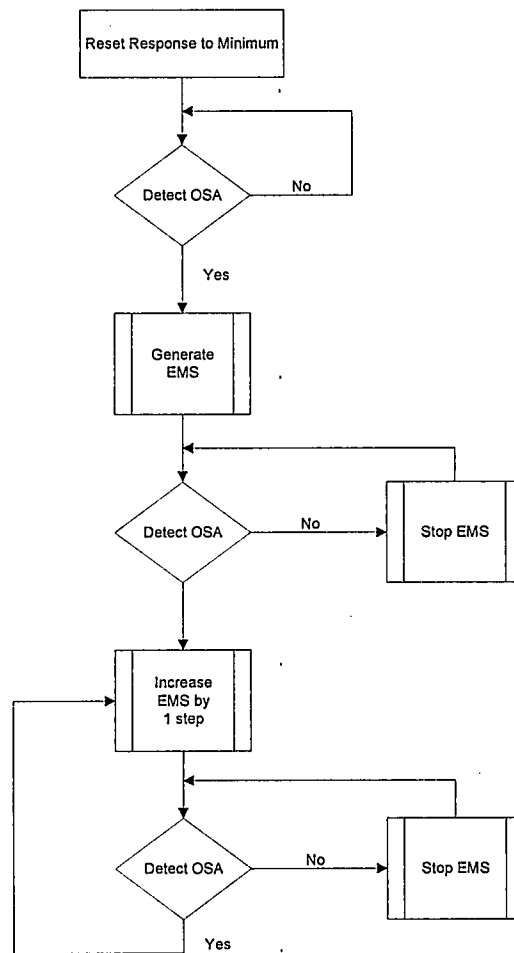 Reset Response to Minimum
Detect OSA
No
Yes
Generate
EMS
Detect OSA
No
Stop EMS
Increase
EMS by
1 step
Detect OSA
No
Stop EMS
Yes